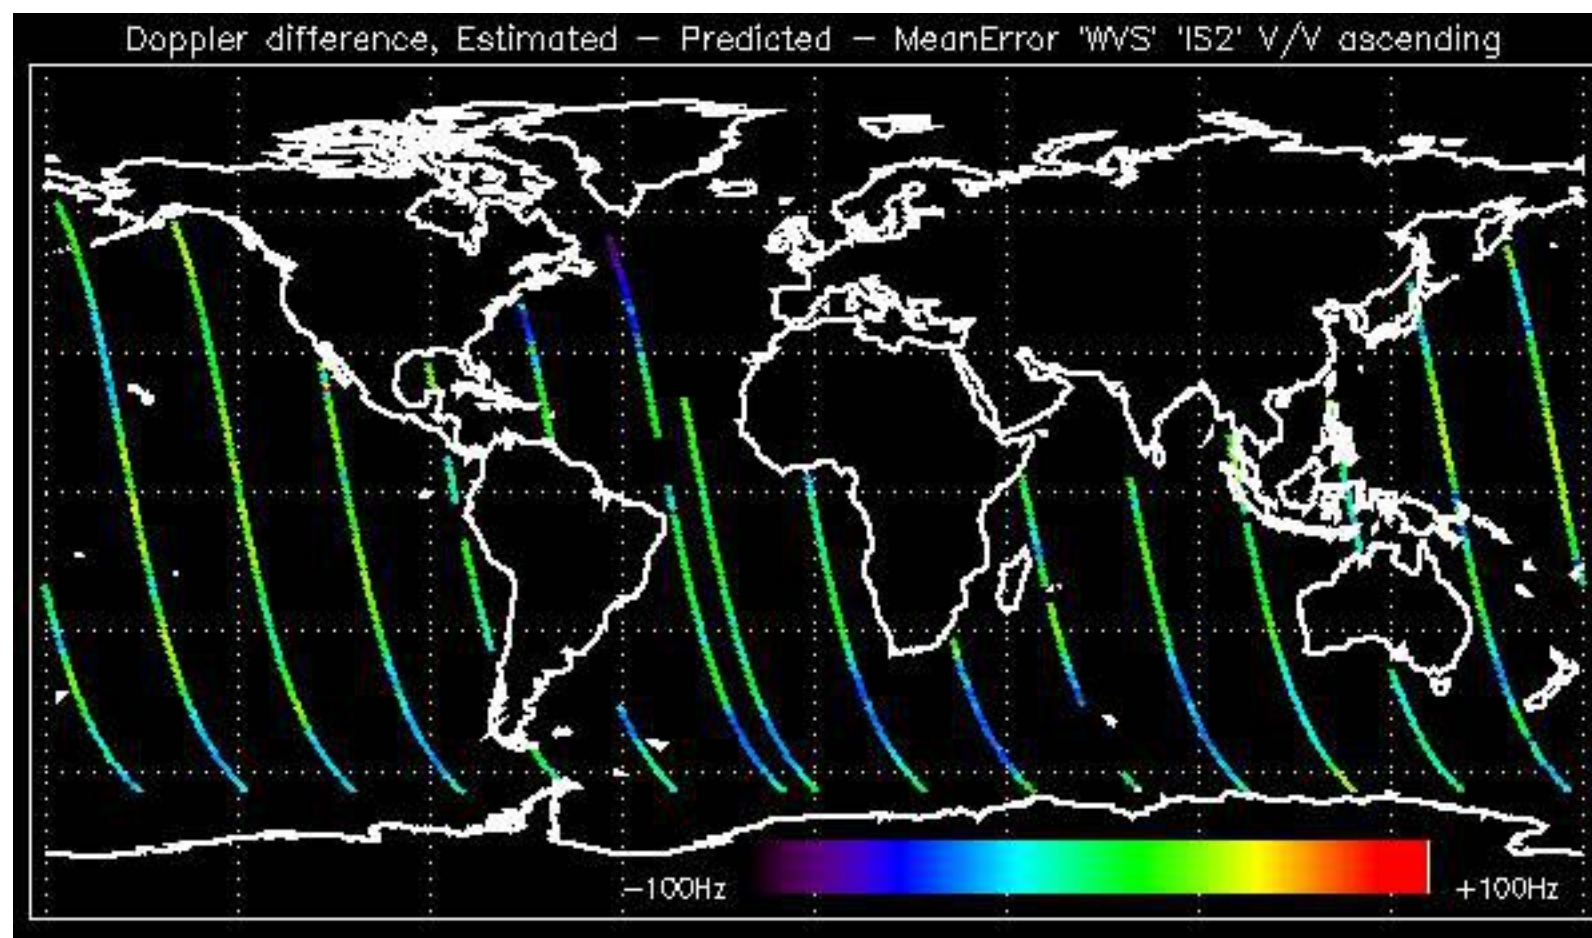 Doppler difference, Estimated – Predicted – MeanError 'WVS' 'IS2' V/V ascending
–100Hz +100Hz